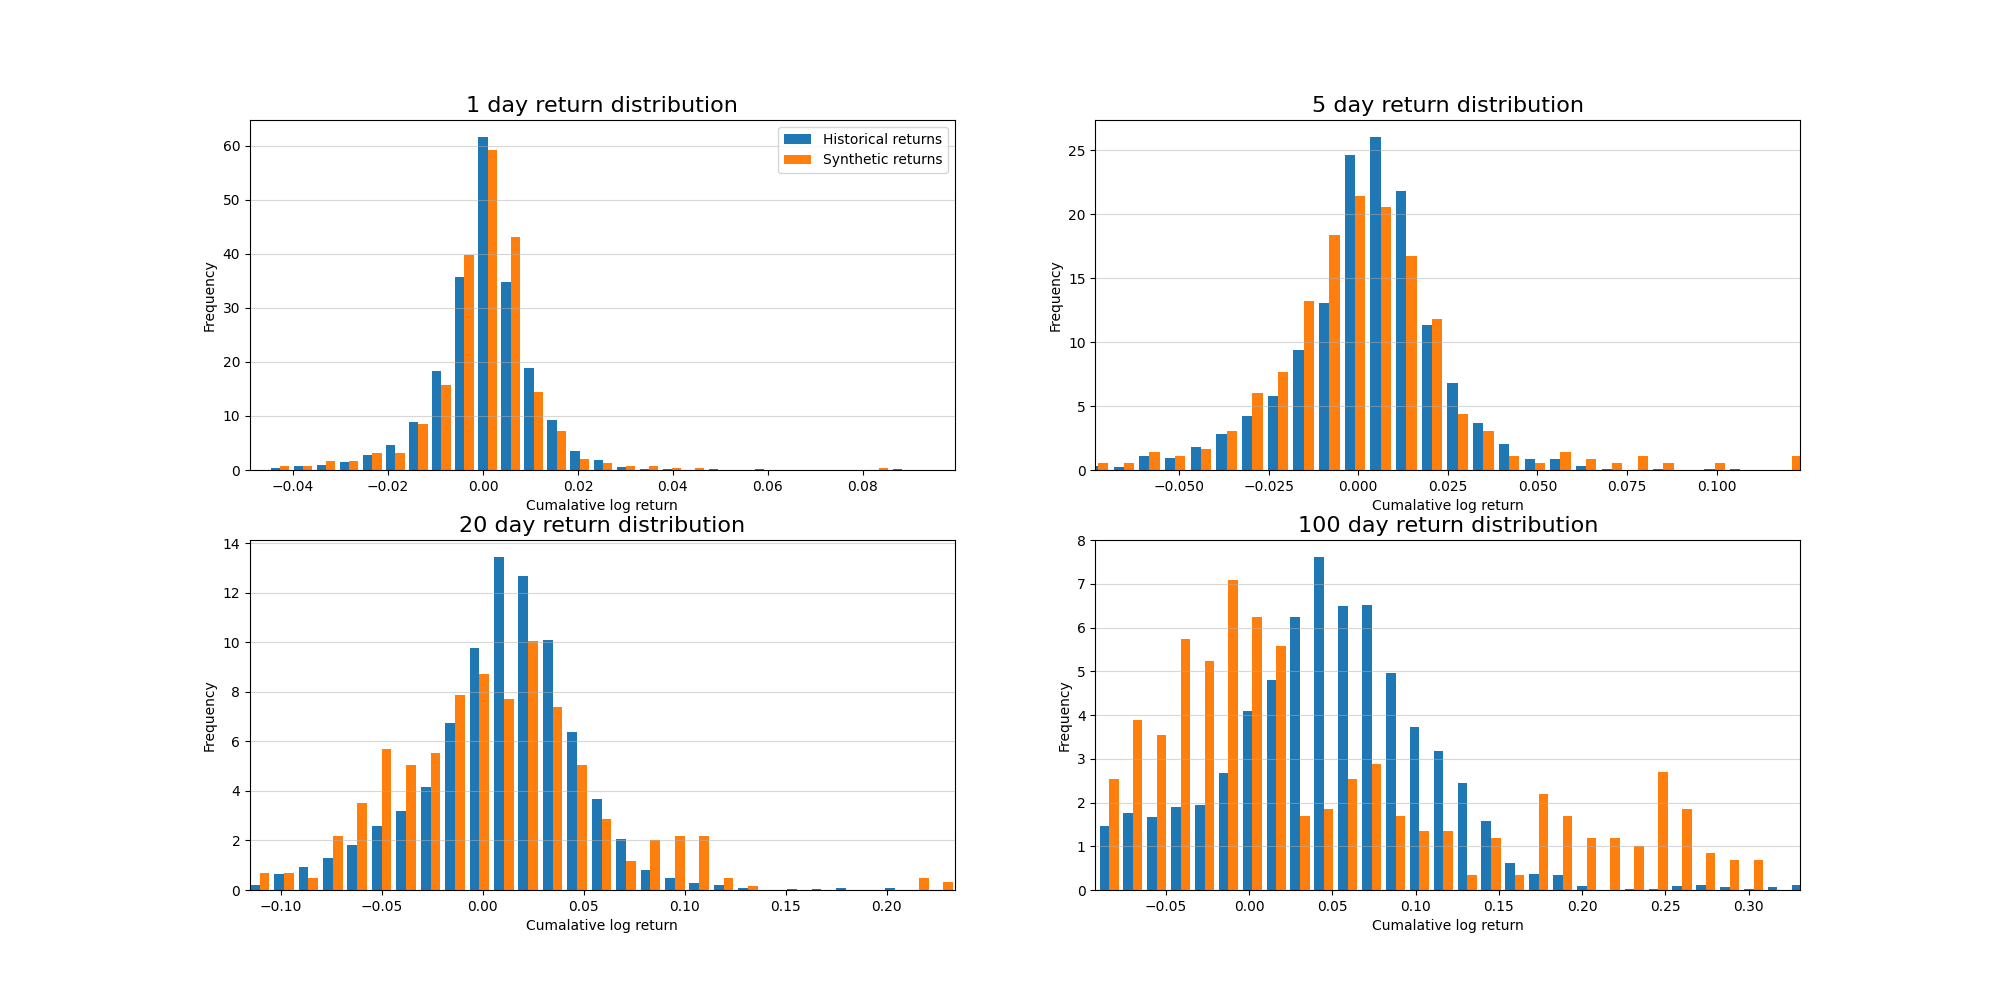 1 day return distribution
60
50
40
30
20
10
0
Frequency
Historical returns
Synthetic returns
−0.04 −0.02 0.00 0.02 0.04 0.06 0.08
Cumalative log return
5 day return distribution
25
20
15
10
5
0
Frequency
−0.050 −0.025 0.000 0.025 0.050 0.075 0.100
Cumalative log return
20 day return distribution
14
12
10
8
6
4
2
0
Frequency
−0.10 −0.05 0.00 0.05 0.10 0.15 0.20
Cumalative log return
100 day return distribution
8
7
6
5
4
3
2
1
0
Frequency
−0.05 0.00 0.05 0.10 0.15 0.20 0.25 0.30
Cumalative log return